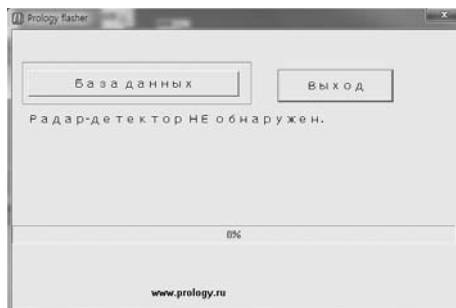 Prology flasher
База данных
Выход
Радар-детектор НЕ обнаружен.
0%
www.prology.ru